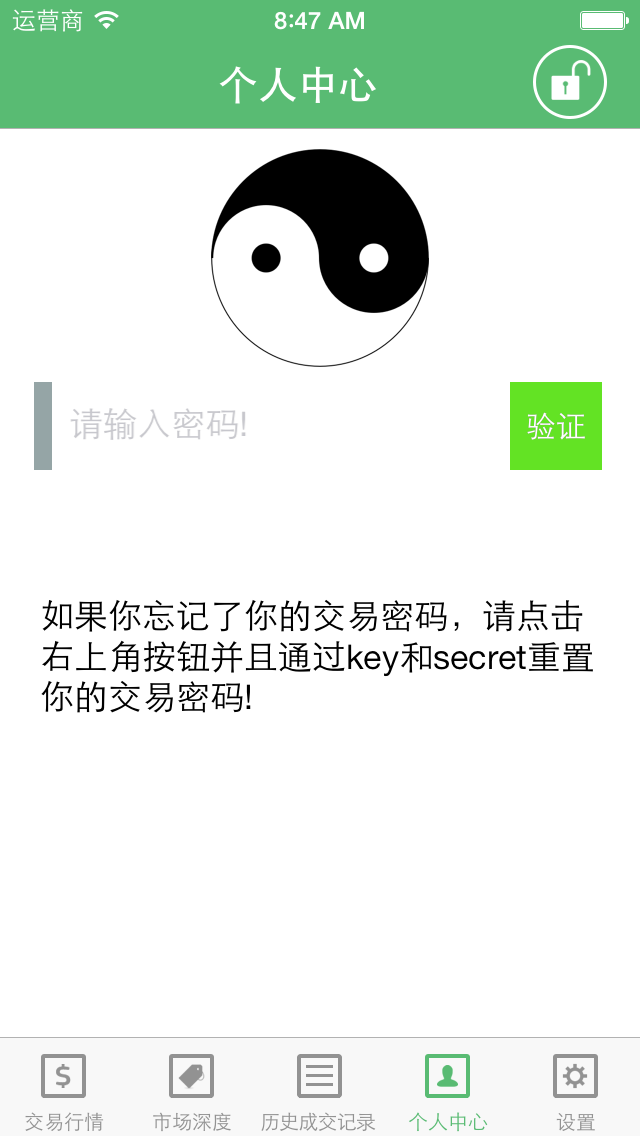 运营商 8:47 AM
个人中心
请输入密码!
验证
如果你忘记了你的交易密码，请点击
右上角按钮并且通过key和secret重置
你的交易密码!
$
交易行情 市场深度 历史成交记录 个人中心 设置